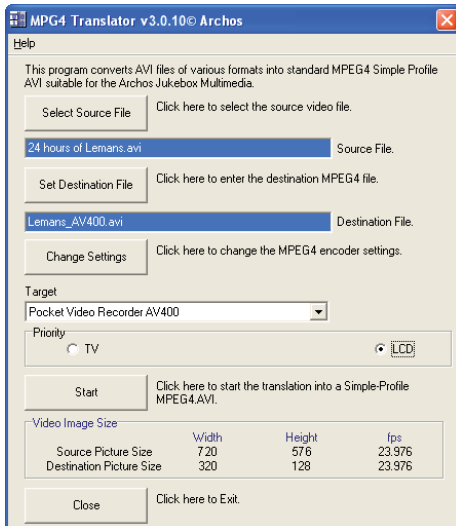 MPG4 Translator v3.0.10© Archos
Help
This program converts AVI files of various formats into standard MPEG4 Simple Profile
AVI suitable for the Archos Jukebox Multimedia.
Select Source File Click here to select the source video file.
24 hours of Lemans.avi Source File.
Set Destination File Click here to enter the destination MPEG4 file.
Lemans_AV400.avi Destination File.
Change Settings Click here to change the MPEG4 encoder settings.
Target
Pocket Video Recorder AV400
Priority
TV LCD
Start Click here to start the translation into a Simple-Profile
MPEG4.AVI.
Video Image Size
Width Height fps
Source Picture Size 720 576 23.976
Destination Picture Size 320 128 23.976
Close Click here to Exit.